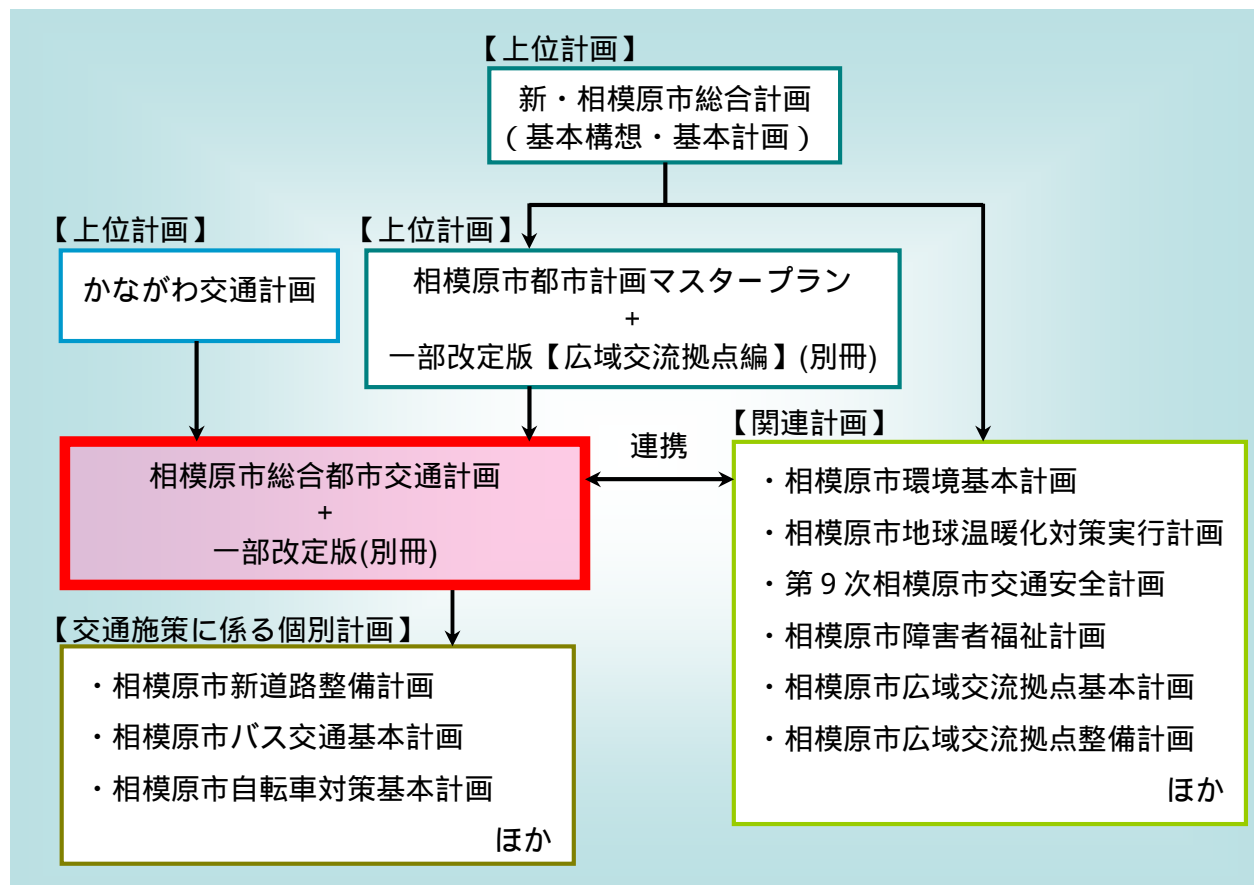 【上位計画】
新・相模原市総合計画
(基本構想・基本計画)
【上位計画】
かながわ交通計画
【上位計画】
相模原市都市計画マスタープラン
+
一部改定版【広域交流拠点編】(別冊)
相模原市総合都市交通計画
+
一部改定版(別冊)
連携
【関連計画】
・相模原市環境基本計画
・相模原市地球温暖化対策実行計画
・第9次相模原市交通安全計画
・相模原市障害者福祉計画
・相模原市広域交流拠点基本計画
・相模原市広域交流拠点整備計画
ほか
【交通施策に係る個別計画】
・相模原市新道路整備計画
・相模原市バス交通基本計画
・相模原市自転車対策基本計画
ほか